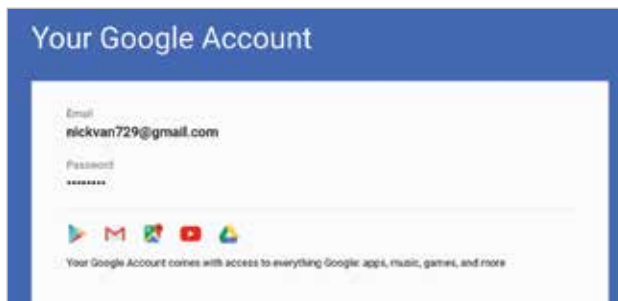 Your Google Account
Email
nickvan729@gmail.com
Password
••••••••
Your Google Account comes with access to everything Google: apps, music, games, and more